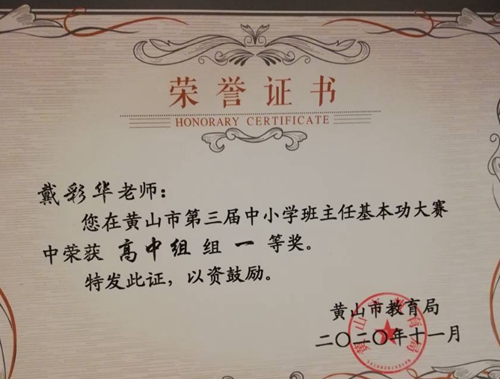 荣誉证书
HONORARY CERTIFICATE
戴彩华老师：
您在黄山市第三届中小学班主任基本功大赛
中荣获 高中组 组 一 等奖。
特发此证，以资鼓励。
黄山市教育局
二〇二〇年十一月